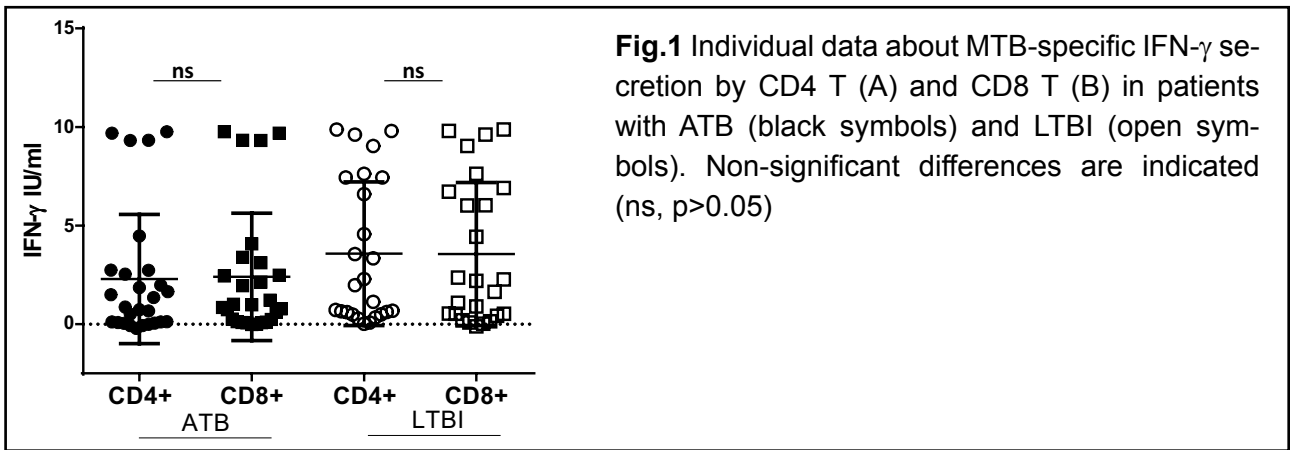 15
10
5
0
IFN-γ IU/ml
ns
ns
CD4+ CD8+ CD4+ CD8+
ATB LTBI
Fig.1 Individual data about MTB-specific IFN-γ se-
cretion by CD4 T (A) and CD8 T (B) in patients
with ATB (black symbols) and LTBI (open sym-
bols). Non-significant differences are indicated
(ns, p>0.05)